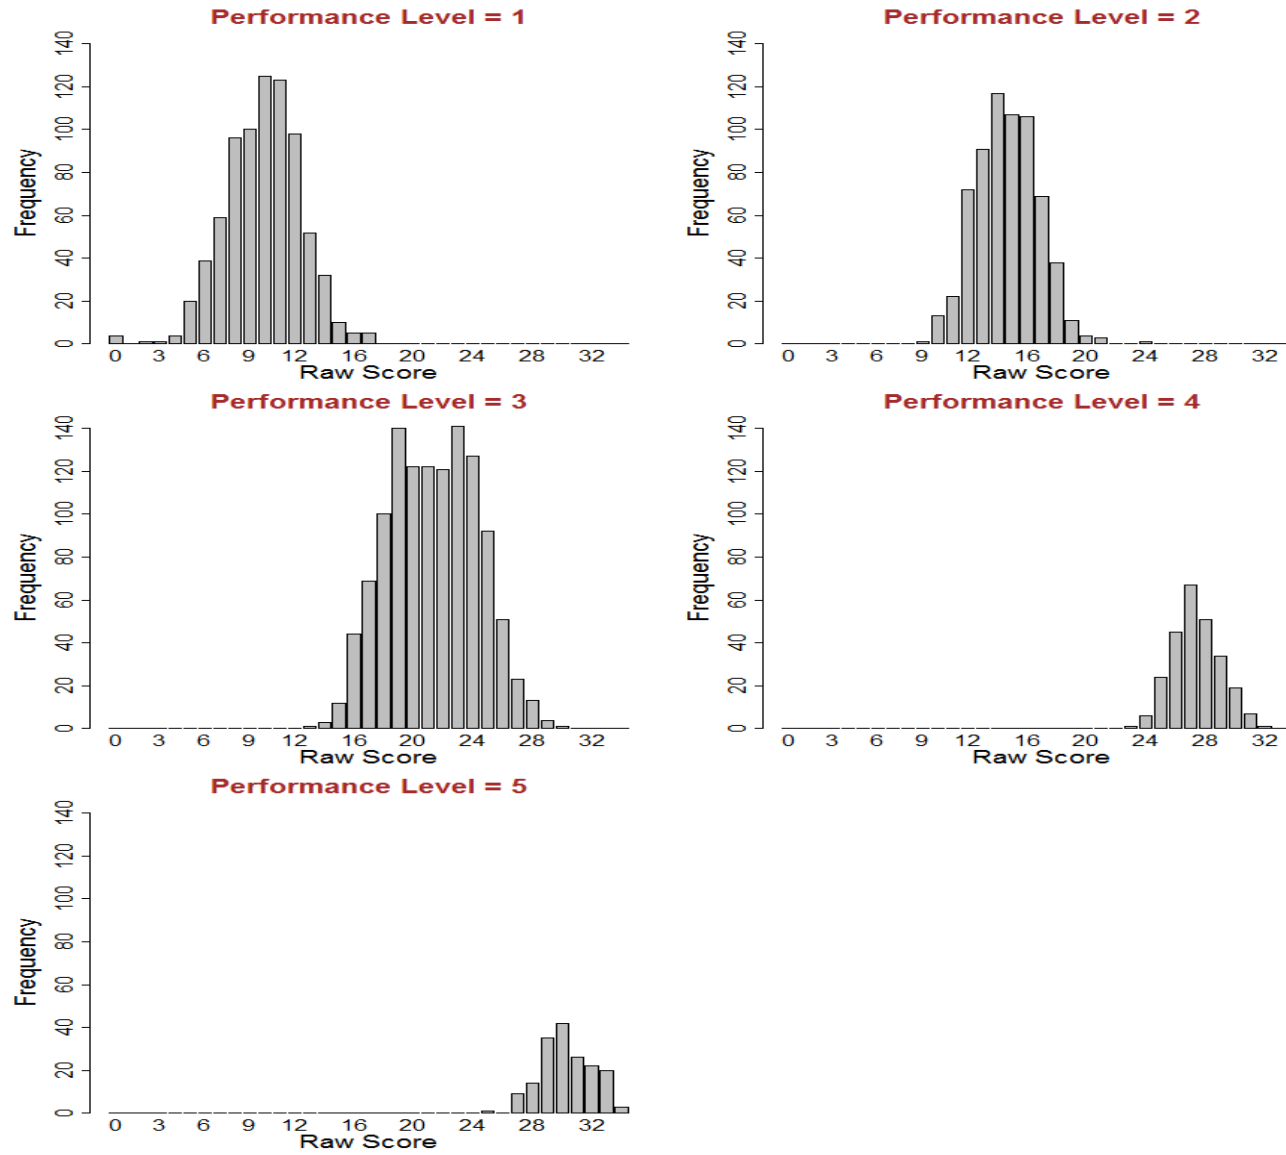 Performance Level = 1
Frequency
0 20 40 60 80 100 120 140
0 3 6 9 12 16 20 24 28 32
Raw Score
Performance Level = 2
Frequency
0 20 40 60 80 100 120 140
0 3 6 9 12 16 20 24 28 32
Raw Score
Performance Level = 3
Frequency
0 20 40 60 80 100 120 140
0 3 6 9 12 16 20 24 28 32
Raw Score
Performance Level = 4
Frequency
0 20 40 60 80 100 120 140
0 3 6 9 12 16 20 24 28 32
Raw Score
Performance Level = 5
Frequency
0 20 40 60 80 100 120 140
0 3 6 9 12 16 20 24 28 32
Raw Score